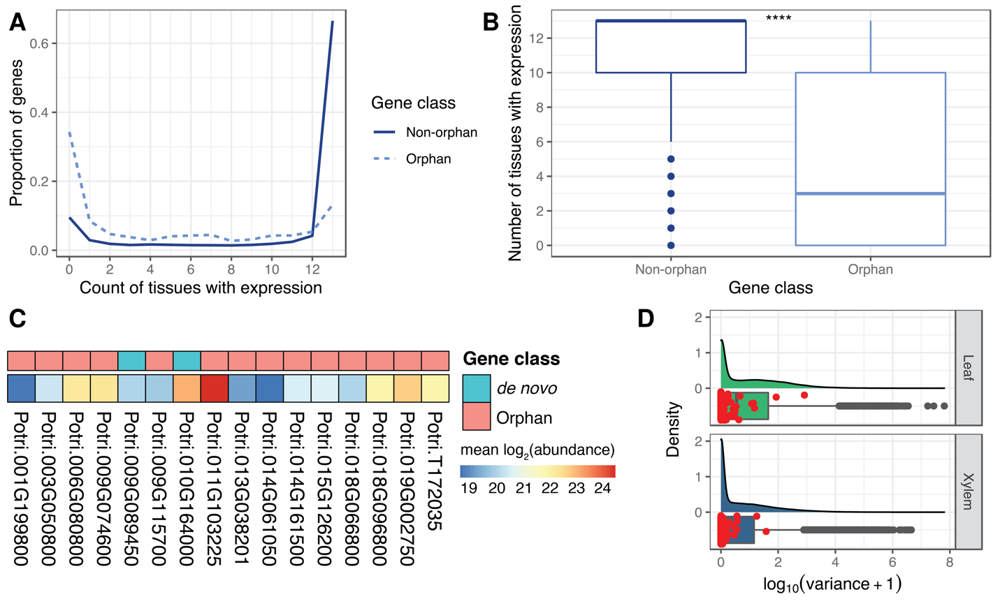 A
Proportion of genes
0.6
0.4
0.2
0.0
0 2 4 6 8 10 12
Count of tissues with expression
Gene class
Non-orphan
Orphan
B
Number of tissues with expression
****
12
10
8
6
4
2
0
Non-orphan Orphan
Gene class
C
Gene class
de novo
Orphan
mean log₂(abundance)
19 20 21 22 23 24
Potri.001G199800
Potri.003G050800
Potri.006G080800
Potri.009G074600
Potri.009G089450
Potri.009G115700
Potri.010G164000
Potri.011G103225
Potri.013G038201
Potri.014G061050
Potri.014G161500
Potri.015G126200
Potri.018G066800
Potri.018G096800
Potri.019G002750
Potri.T172035
D
Density
2
1
0
Leaf
2
1
0
Xylem
0 2 4 6 8
log₁₀(variance + 1)